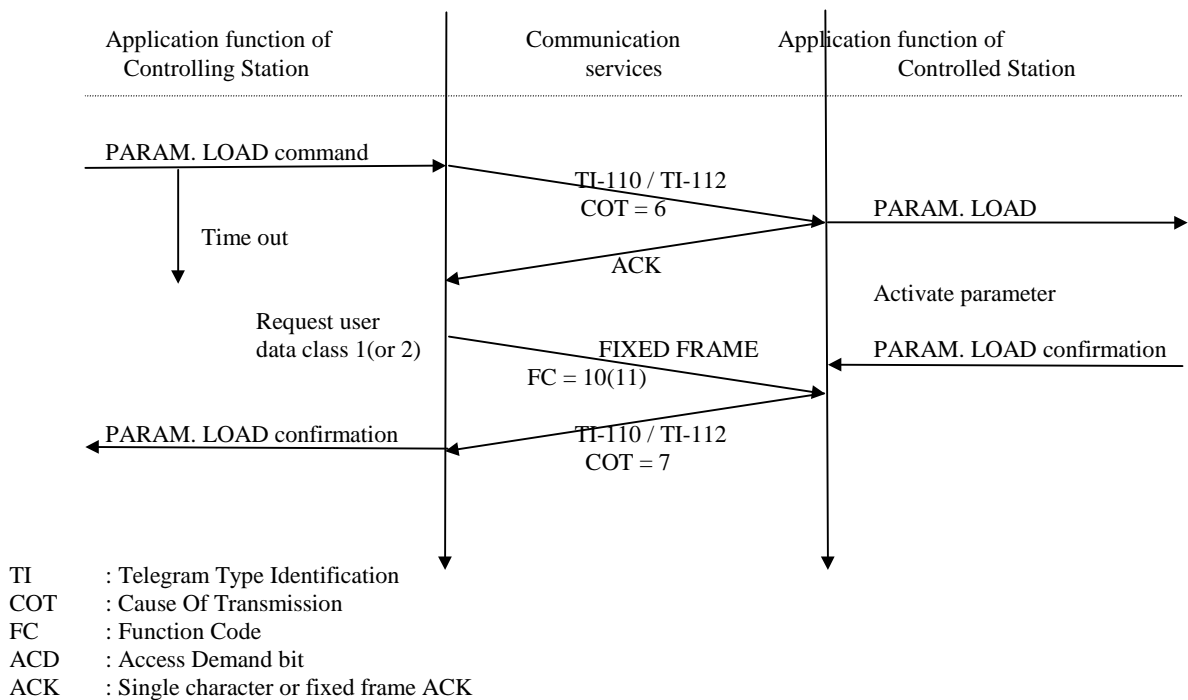 Application function of
Controlling Station
Communication
services
Application function of
Controlled Station
PARAM. LOAD command
TI-110 / TI-112
COT = 6
PARAM. LOAD
Time out
ACK
Activate parameter
Request user
data class 1(or 2)
FIXED FRAME
FC = 10(11)
PARAM. LOAD confirmation
PARAM. LOAD confirmation
TI-110 / TI-112
COT = 7
TI : Telegram Type Identification
COT : Cause Of Transmission
FC : Function Code
ACD : Access Demand bit
ACK : Single character or fixed frame ACK